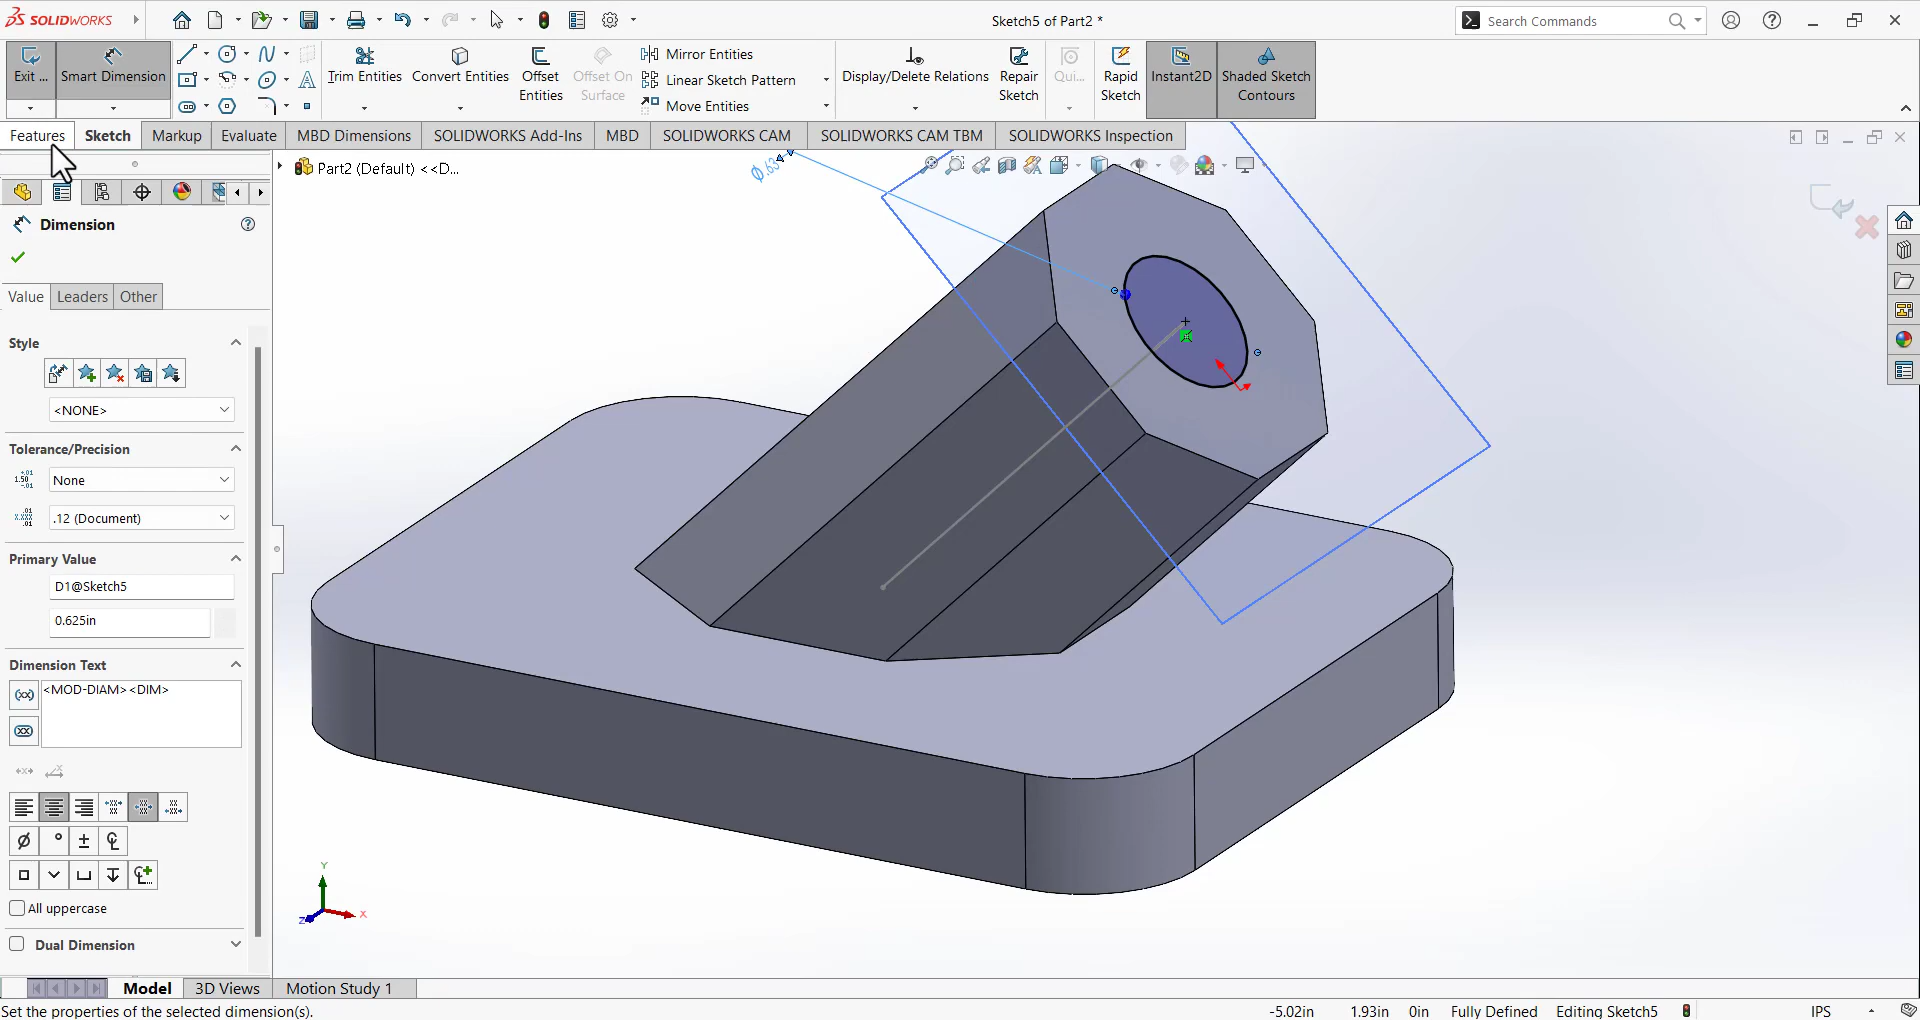 SOLIDWORKS
Sketch5 of Part2 *
Search Commands
Exit ...
Smart Dimension
Trim Entities
Convert Entities
Offset
Entities
Offset On
Surface
Mirror Entities
Linear Sketch Pattern
Move Entities
Display/Delete Relations
Repair
Sketch
Qui...
Rapid
Sketch
Instant2D
Shaded Sketch
Contours
Features
Sketch
Markup
Evaluate
MBD Dimensions
SOLIDWORKS Add-Ins
MBD
SOLIDWORKS CAM
SOLIDWORKS CAM TBM
SOLIDWORKS Inspection
Part2 (Default) <<D...
Dimension
Value
Leaders
Other
Style
<NONE>
Tolerance/Precision
None
.12 (Document)
Primary Value
D1@Sketch5
0.625in
Dimension Text
<MOD-DIAM><DIM>
All uppercase
Dual Dimension
Ø.63
Y
X
Z
Model
3D Views
Motion Study 1
Set the properties of the selected dimension(s).
-5.02in
1.93in
0in
Fully Defined
Editing Sketch5
IPS